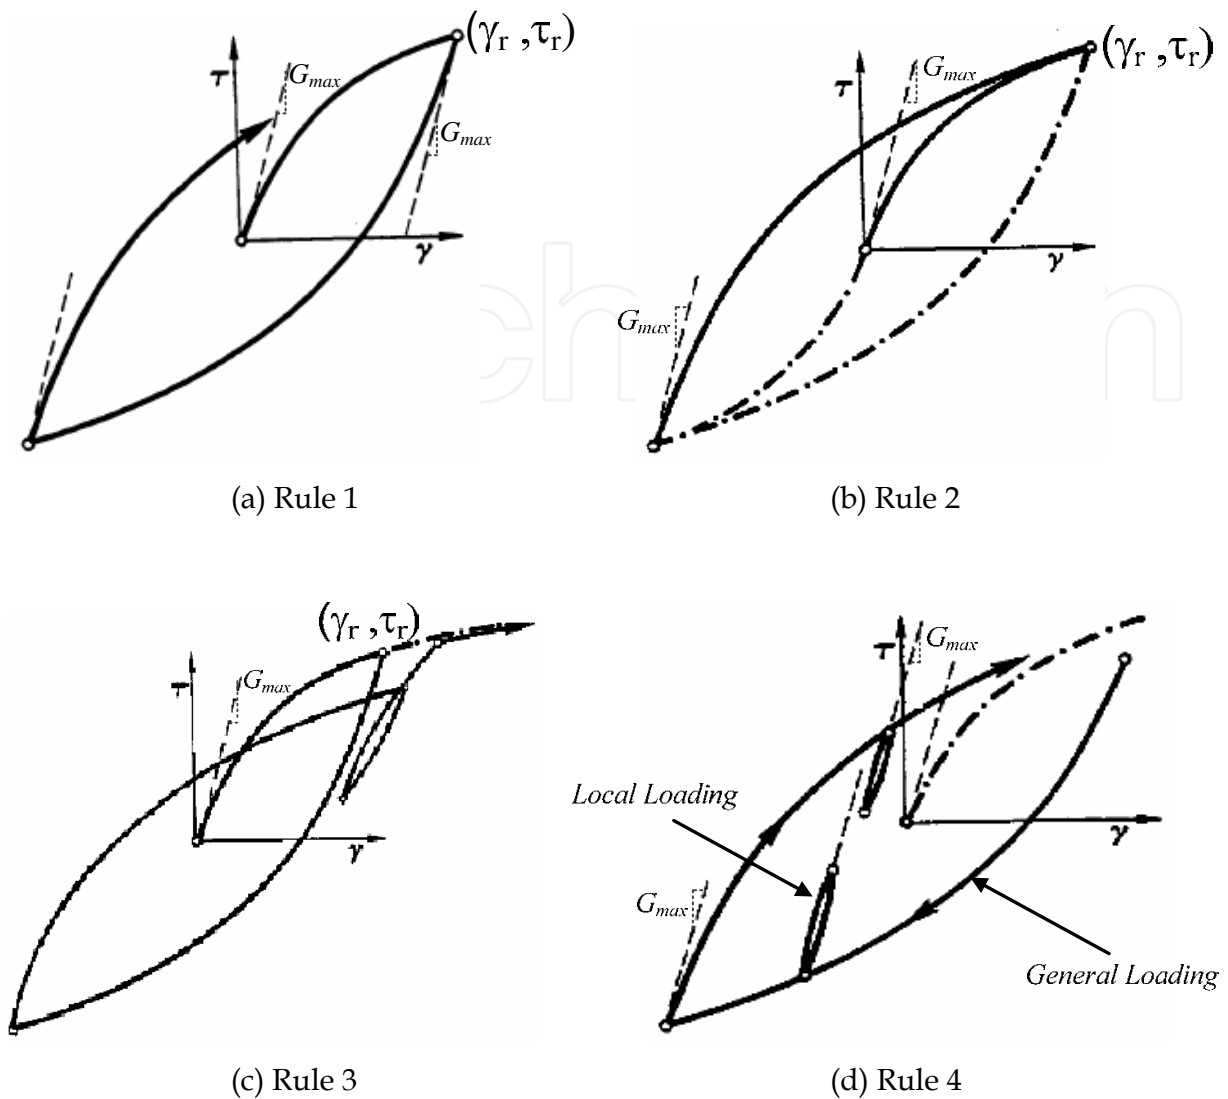 (γr ,τr)
τ
Gmax
Gmax
γ
(a) Rule 1
(γr ,τr)
τ
Gmax
γ
Gmax
(b) Rule 2
(γr ,τr)
τ
Gmax
γ
(c) Rule 3
τ
Gmax
Local Loading
γ
Gmax
General Loading
(d) Rule 4